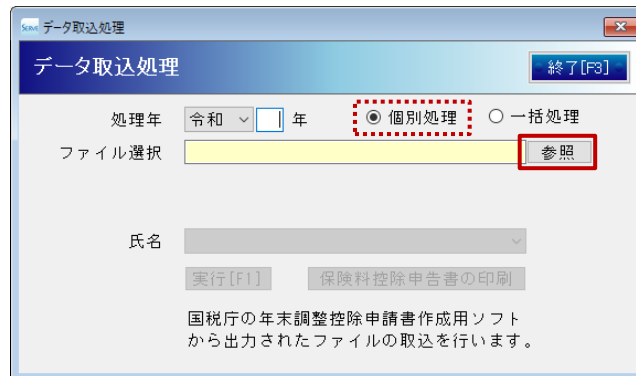 Serve データ取込処理
データ取込処理 終了[F3]
処理年 令和 年 個別処理 一括処理
ファイル選択 参照
氏名
実行[F1] 保険料控除申告書の印刷
国税庁の年末調整控除申請書作成用ソフト
から出力されたファイルの取込を行います。